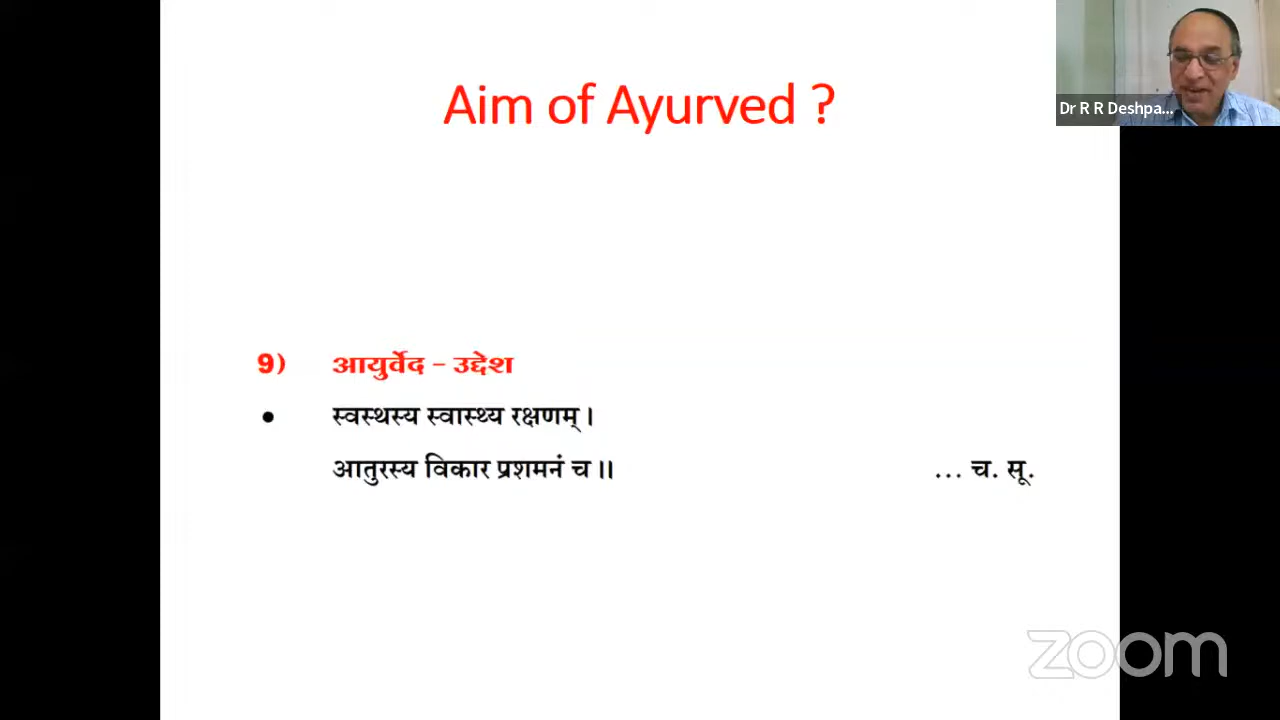 Aim of Ayurved ?
Dr R R Deshpa...
9) आयुर्वेद - उद्देश
• स्वस्थस्य स्वास्थ्य रक्षणम् ।
आतुरस्य विकार प्रशमनं च ।। ... च. सू.
zoom